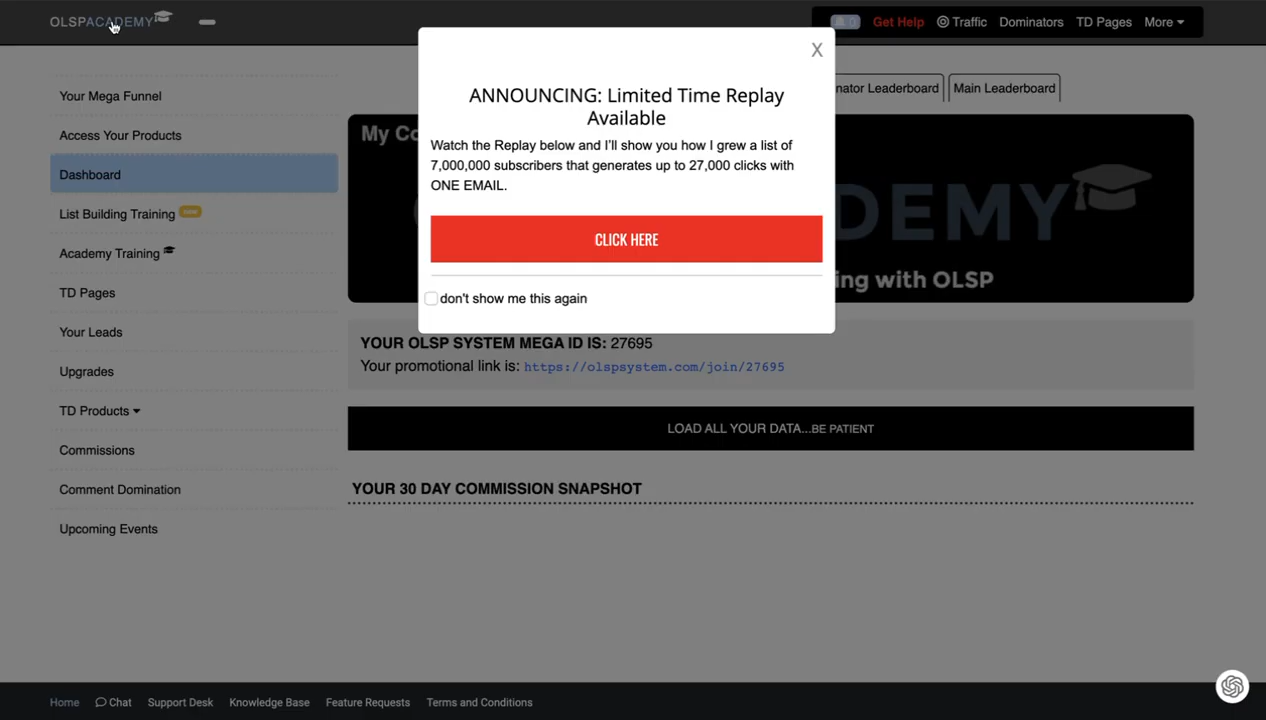 OLSPACADEMY
Get Help
Traffic
Dominators
TD Pages
More
X
ANNOUNCING: Limited Time Replay
Available
Watch the Replay below and I'll show you how I grew a list of
7,000,000 subscribers that generates up to 27,000 clicks with
ONE EMAIL.
CLICK HERE
don't show me this again
Your Mega Funnel
Access Your Products
Dashboard
List Building Training
Academy Training
TD Pages
Your Leads
Upgrades
TD Products
Commissions
Comment Domination
Upcoming Events
Leaderboard
Main Leaderboard
My
DEMY
with OLSP
YOUR OLSP SYSTEM MEGA ID IS: 27695
Your promotional link is: https://olspsystem.com/join/27695
LOAD ALL YOUR DATA...BE PATIENT
YOUR 30 DAY COMMISSION SNAPSHOT
Home
Chat
Support Desk
Knowledge Base
Feature Requests
Terms and Conditions